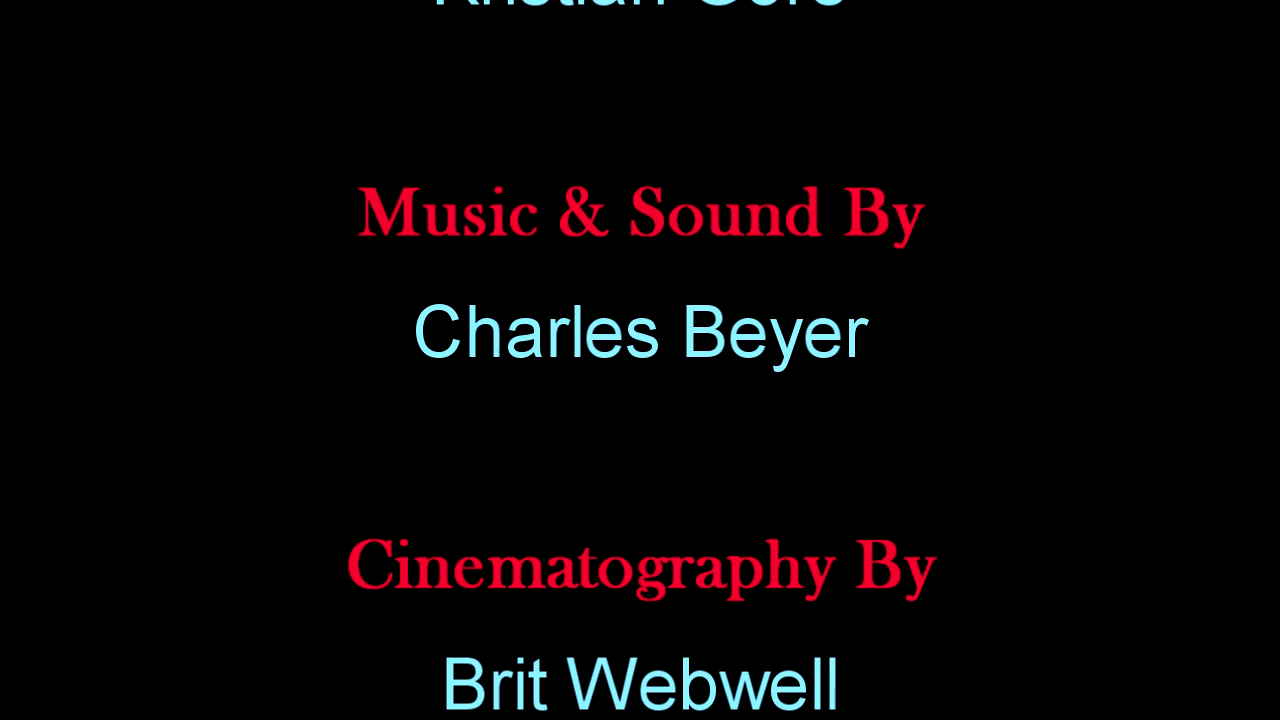 Music & Sound By
Charles Beyer
Cinematography By
Brit Webwell